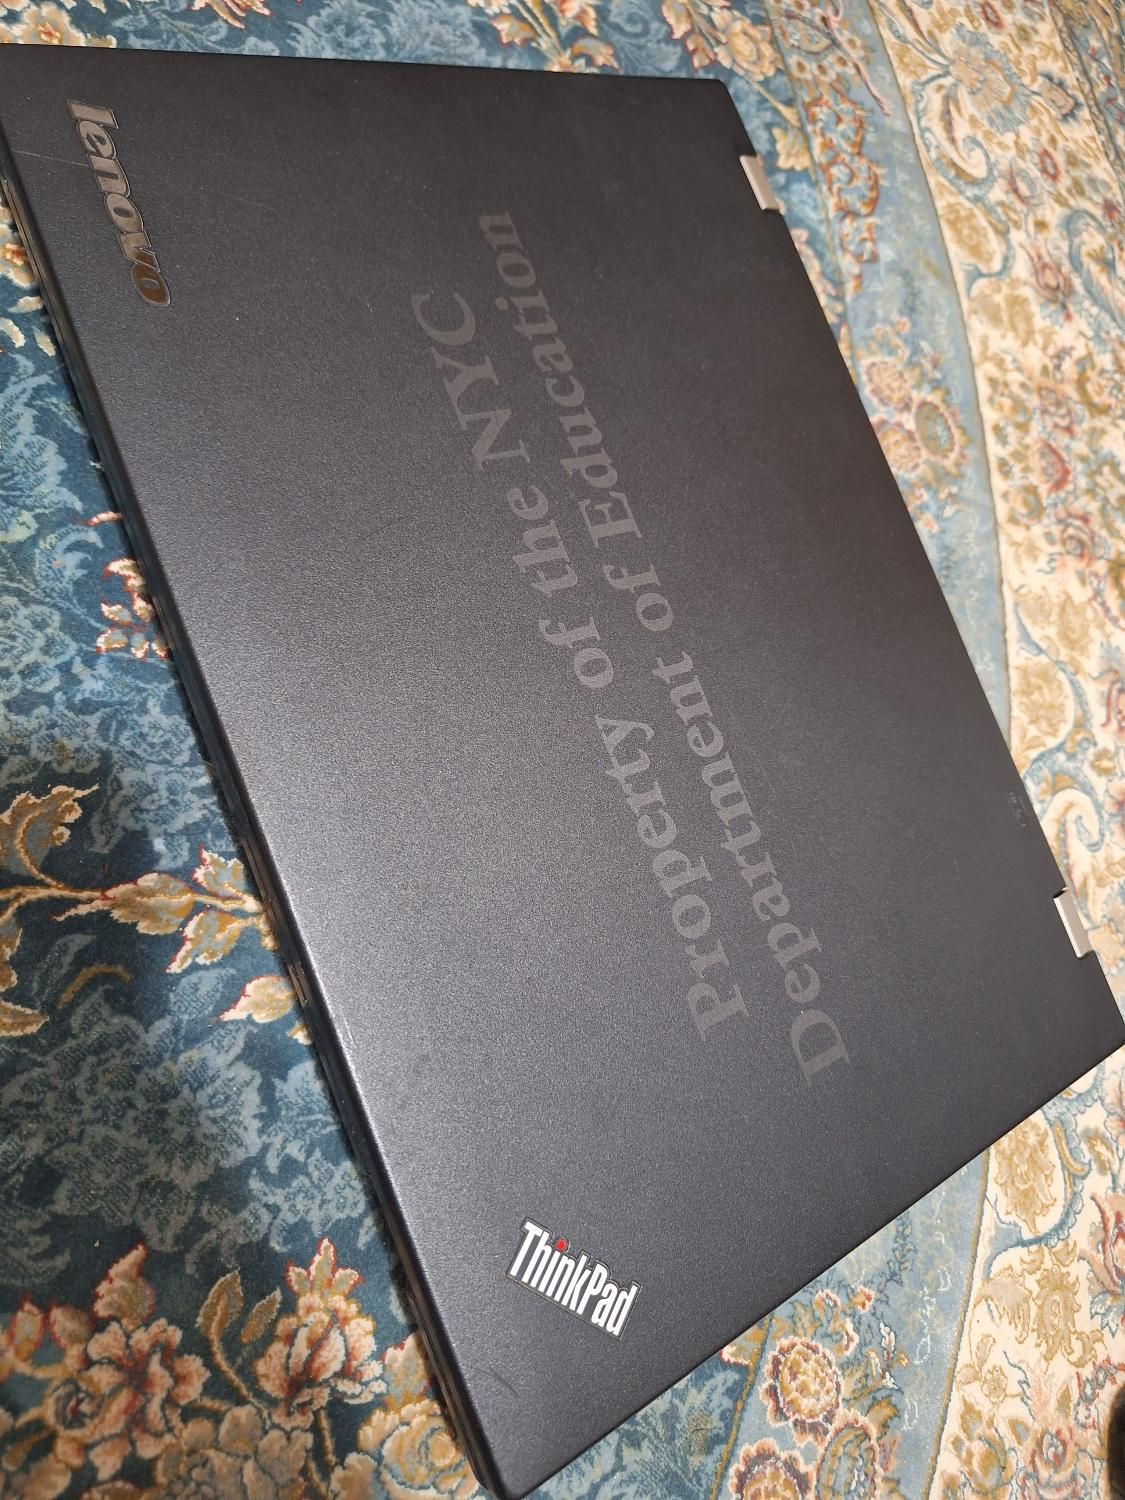 lenovo
Property of the NYC
Department of Education
ThinkPad